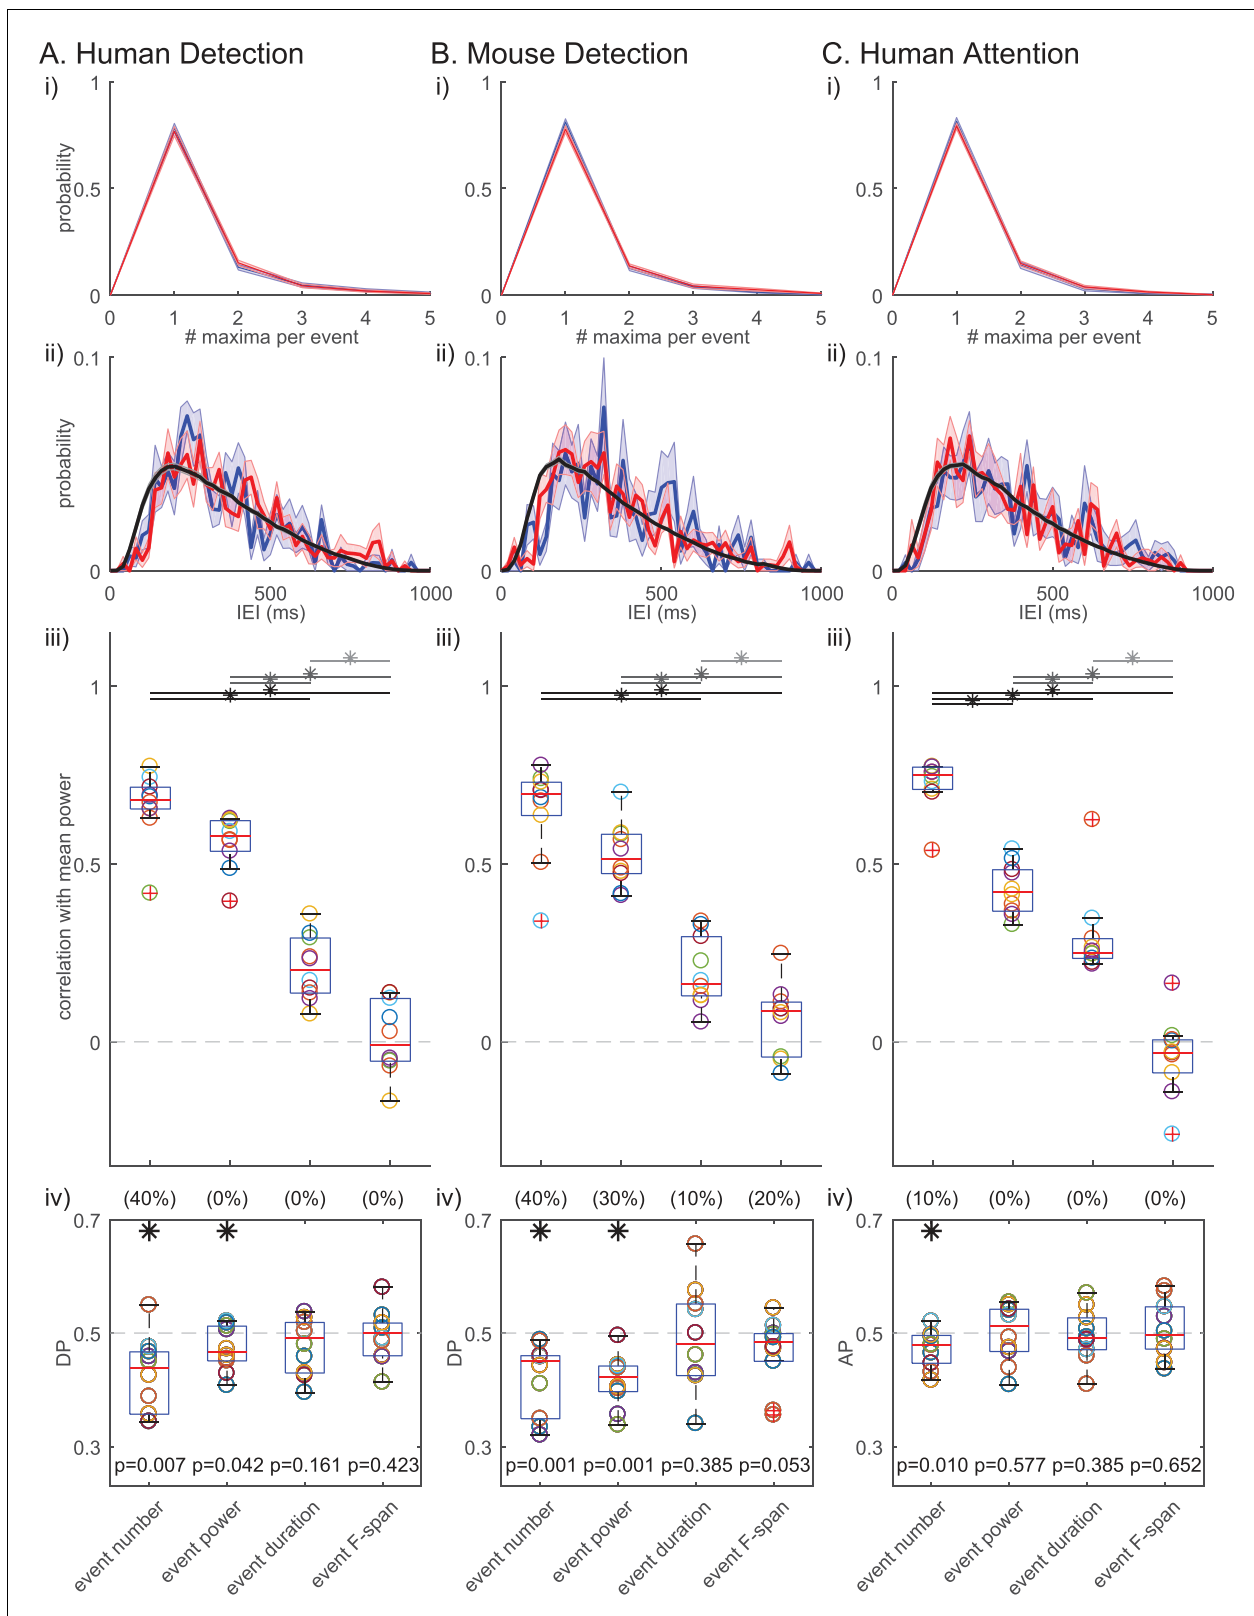 A. Human Detection
B. Mouse Detection
C. Human Attention
i)
i)
i)
1
1
1
0.5
0.5
0.5
0
0
0
probability
0 1 2 3 4 5
0 1 2 3 4 5
0 1 2 3 4 5
# maxima per event
# maxima per event
# maxima per event
ii)
ii)
ii)
0.1
0.1
0.1
probability
0
0
0
0 500 1000
0 500 1000
0 500 1000
IEI (ms)
IEI (ms)
IEI (ms)
iii)
iii)
iii)
1
1
1
0.5
0.5
0.5
0
0
0
correlation with mean power
iv) (40%) (0%) (0%) (0%)
iv) (40%) (30%) (10%) (20%)
iv) (10%) (0%) (0%) (0%)
0.7
0.7
0.7
0.5
0.5
0.5
0.3
0.3
0.3
DP
DP
AP
p=0.007 p=0.042 p=0.161 p=0.423
p=0.001 p=0.001 p=0.385 p=0.053
p=0.010 p=0.577 p=0.385 p=0.652
event number
event power
event duration
event F-span
event number
event power
event duration
event F-span
event number
event power
event duration
event F-span